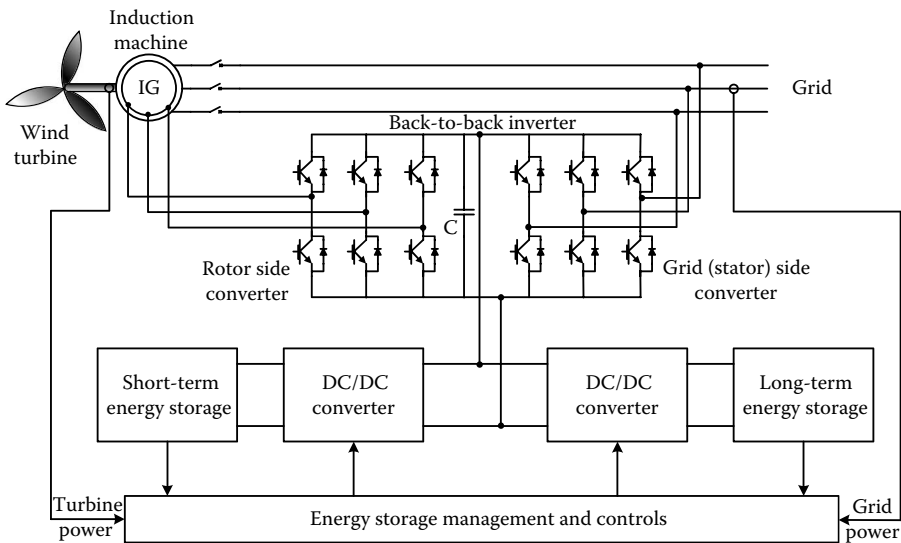 Induction
machine
IG
Grid
Wind
turbine
Back-to-back inverter
C
Rotor side
converter
Grid (stator) side
converter
Short-term
energy storage
DC/DC
converter
DC/DC
converter
Long-term
energy storage
Turbine
power
Energy storage management and controls
Grid
power